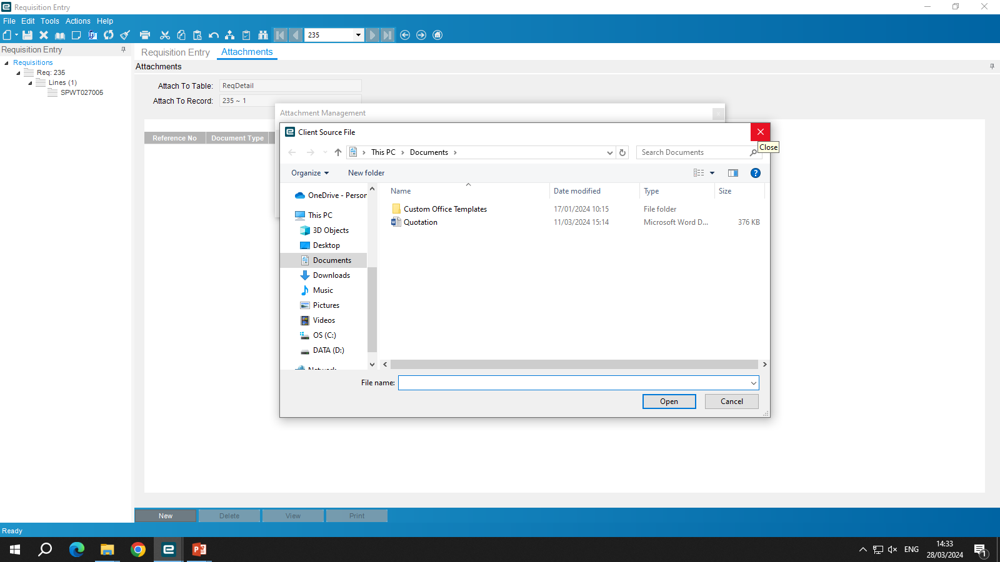 Requisition Entry
File Edit Tools Actions Help
235
Requisition Entry
Requisition Entry Attachments
Requisitions
Req: 235
Lines (1)
SPWT027005
Attachments
Attach To Table: ReqDetail
Attach To Record: 235 ~ 1
Reference No Document Type
Attachment Management
Client Source File
Close
This PC Documents
Search Documents
Organize New folder
Name Date modified Type Size
OneDrive - Person
This PC
3D Objects
Desktop
Documents
Downloads
Music
Pictures
Videos
OS (C:)
DATA (D:)
Network
Custom Office Templates 17/01/2024 10:15 File folder
Quotation 11/03/2024 15:14 Microsoft Word D... 376 KB
File name:
Open Cancel
New Delete View Print
Ready
ENG
14:33
28/03/2024
1